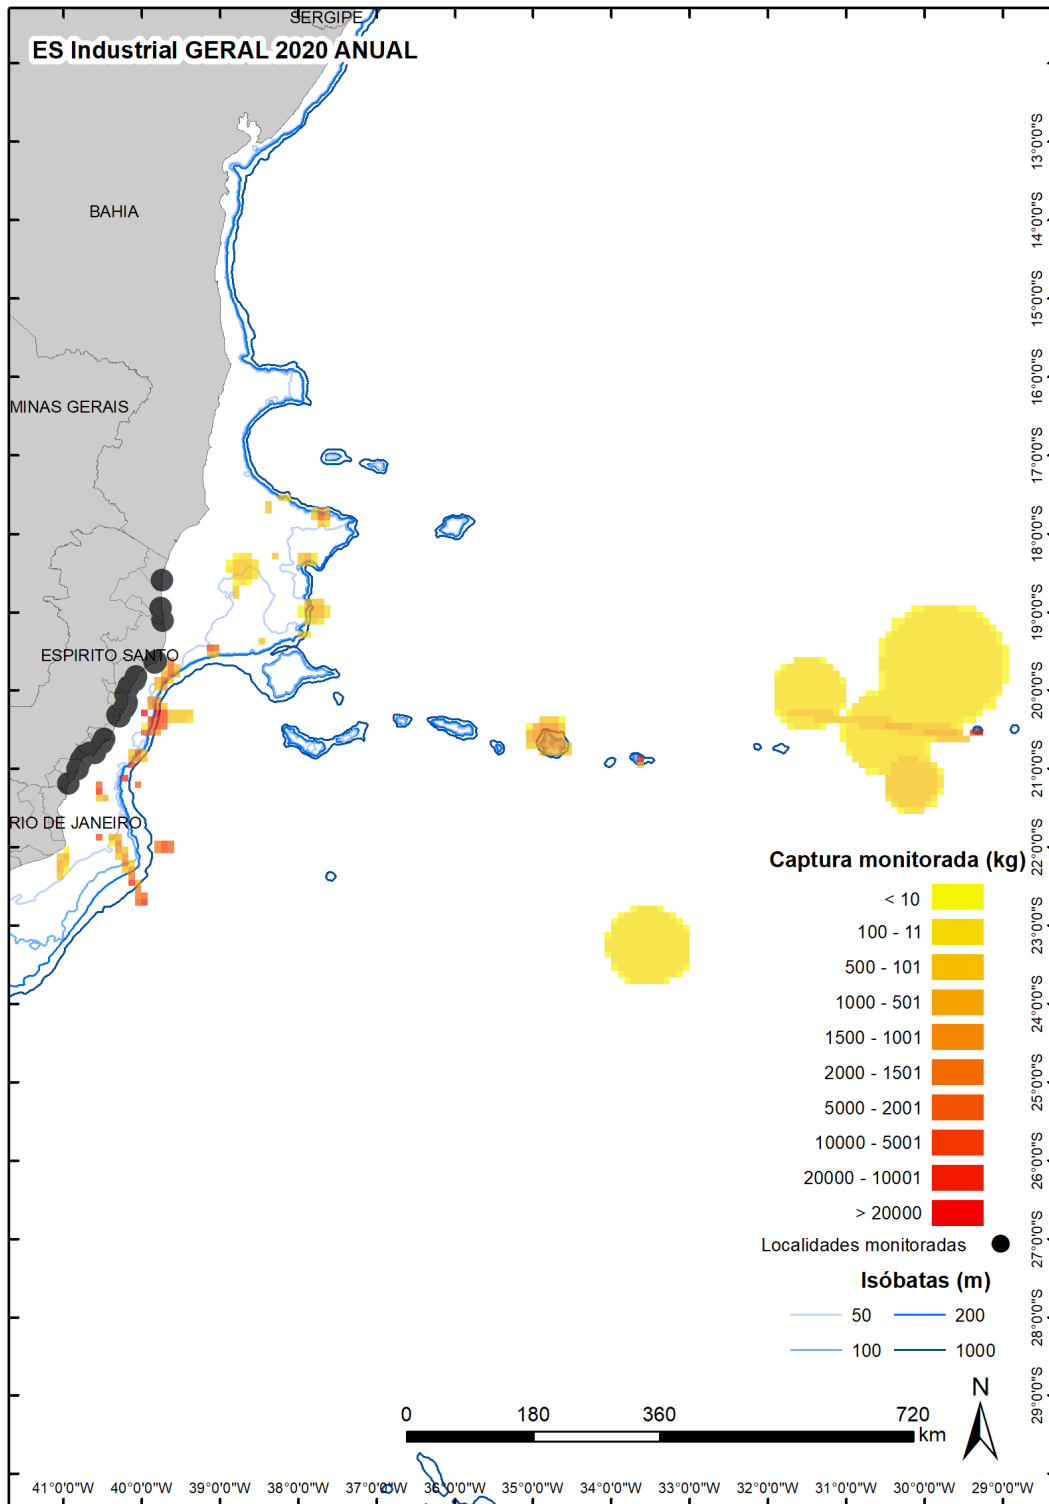 SERGIPE
ES Industrial GERAL 2020 ANUAL
BAHIA
MINAS GERAIS
ESPIRITO SANTO
RIO DE JANEIRO
13°0'0"S
14°0'0"S
15°0'0"S
16°0'0"S
17°0'0"S
18°0'0"S
19°0'0"S
20°0'0"S
21°0'0"S
22°0'0"S
23°0'0"S
24°0'0"S
25°0'0"S
26°0'0"S
27°0'0"S
28°0'0"S
29°0'0"S
Captura monitorada (kg)
< 10
100 - 11
500 - 101
1000 - 501
1500 - 1001
2000 - 1501
5000 - 2001
10000 - 5001
20000 - 10001
> 20000
Localidades monitoradas
Isóbatas (m)
50 200
100 1000
N
0 180 360 720
km
41°0'0"W 40°0'0"W 39°0'0"W 38°0'0"W 37°0'0"W 36°0'0"W 35°0'0"W 34°0'0"W 33°0'0"W 32°0'0"W 31°0'0"W 30°0'0"W 29°0'0"W